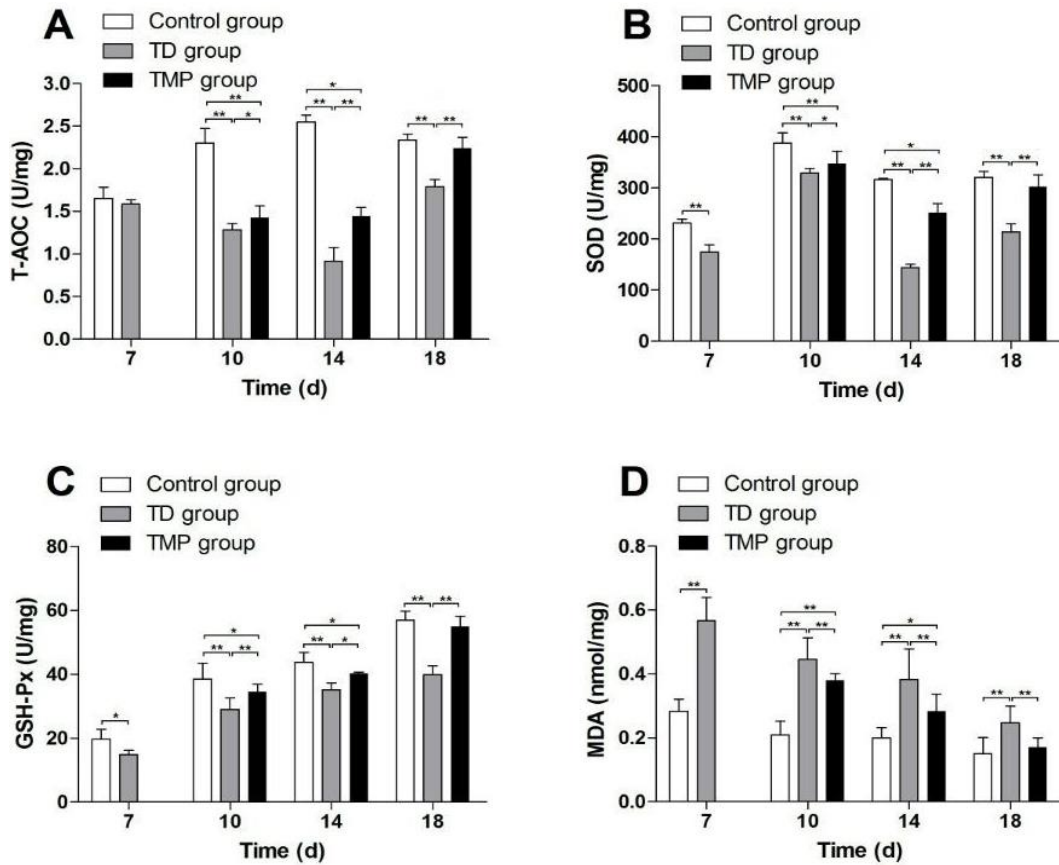 A
Control group
TD group
TMP group
T-AOC (U/mg)
3.0
2.5
2.0
1.5
1.0
0.5
0.0
** ** *
* ** **
** **
7 10 14 18
Time (d)
B
Control group
TD group
TMP group
SOD (U/mg)
500
400
300
200
100
0
**
** ** *
* ** **
** **
7 10 14 18
Time (d)
C
Control group
TD group
TMP group
GSH-Px (U/mg)
80
60
40
20
0
*
* ** **
* ** *
** **
7 10 14 18
Time (d)
D
Control group
TD group
TMP group
MDA (nmol/mg)
0.8
0.6
0.4
0.2
0.0
**
** ** **
* ** **
** **
7 10 14 18
Time (d)